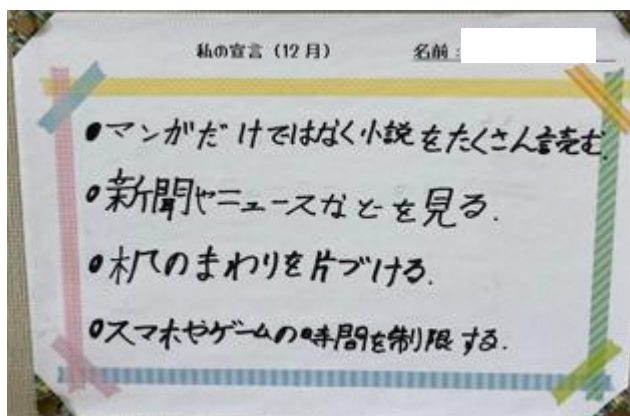 私の宣言（12月） 名前：
•マンガだけではなく小説をたくさん読む.
•新聞やニュースなどを見る.
•机のまわりを片づける.
•スマホやゲームの時間を制限する.